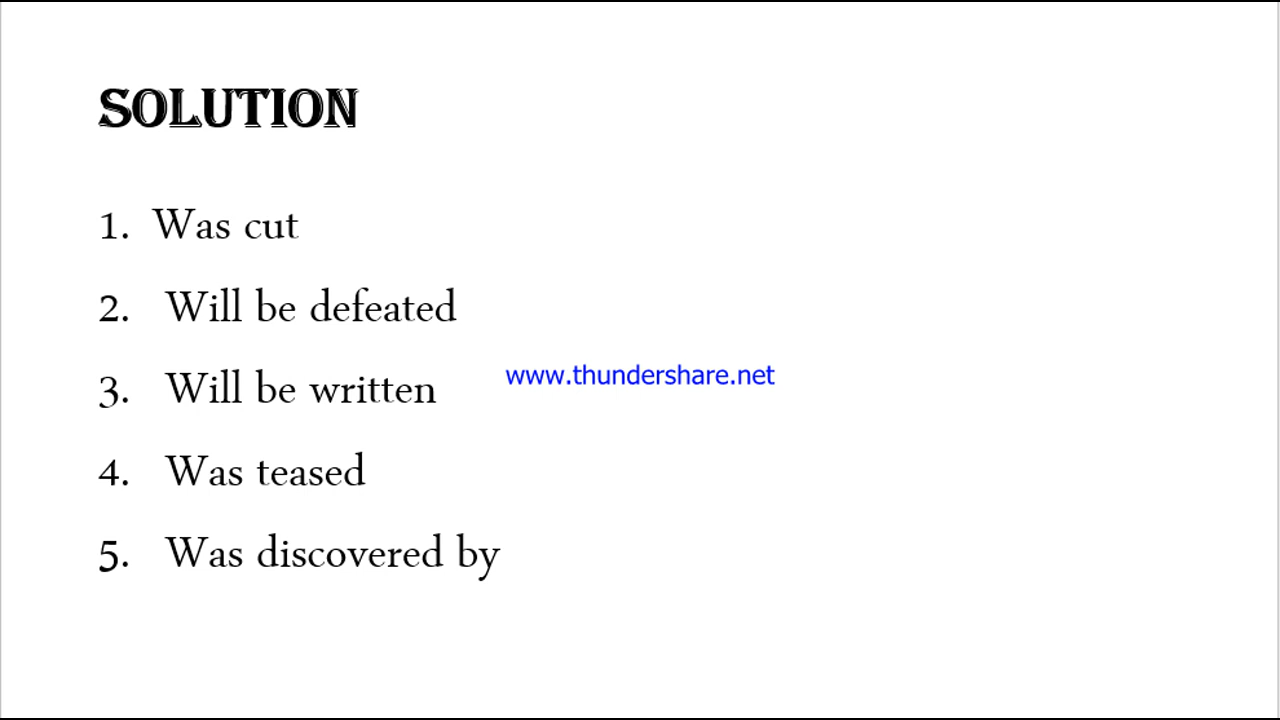 SOLUTION
1. Was cut
2. Will be defeated
3. Will be written
www.thundershare.net
4. Was teased
5. Was discovered by